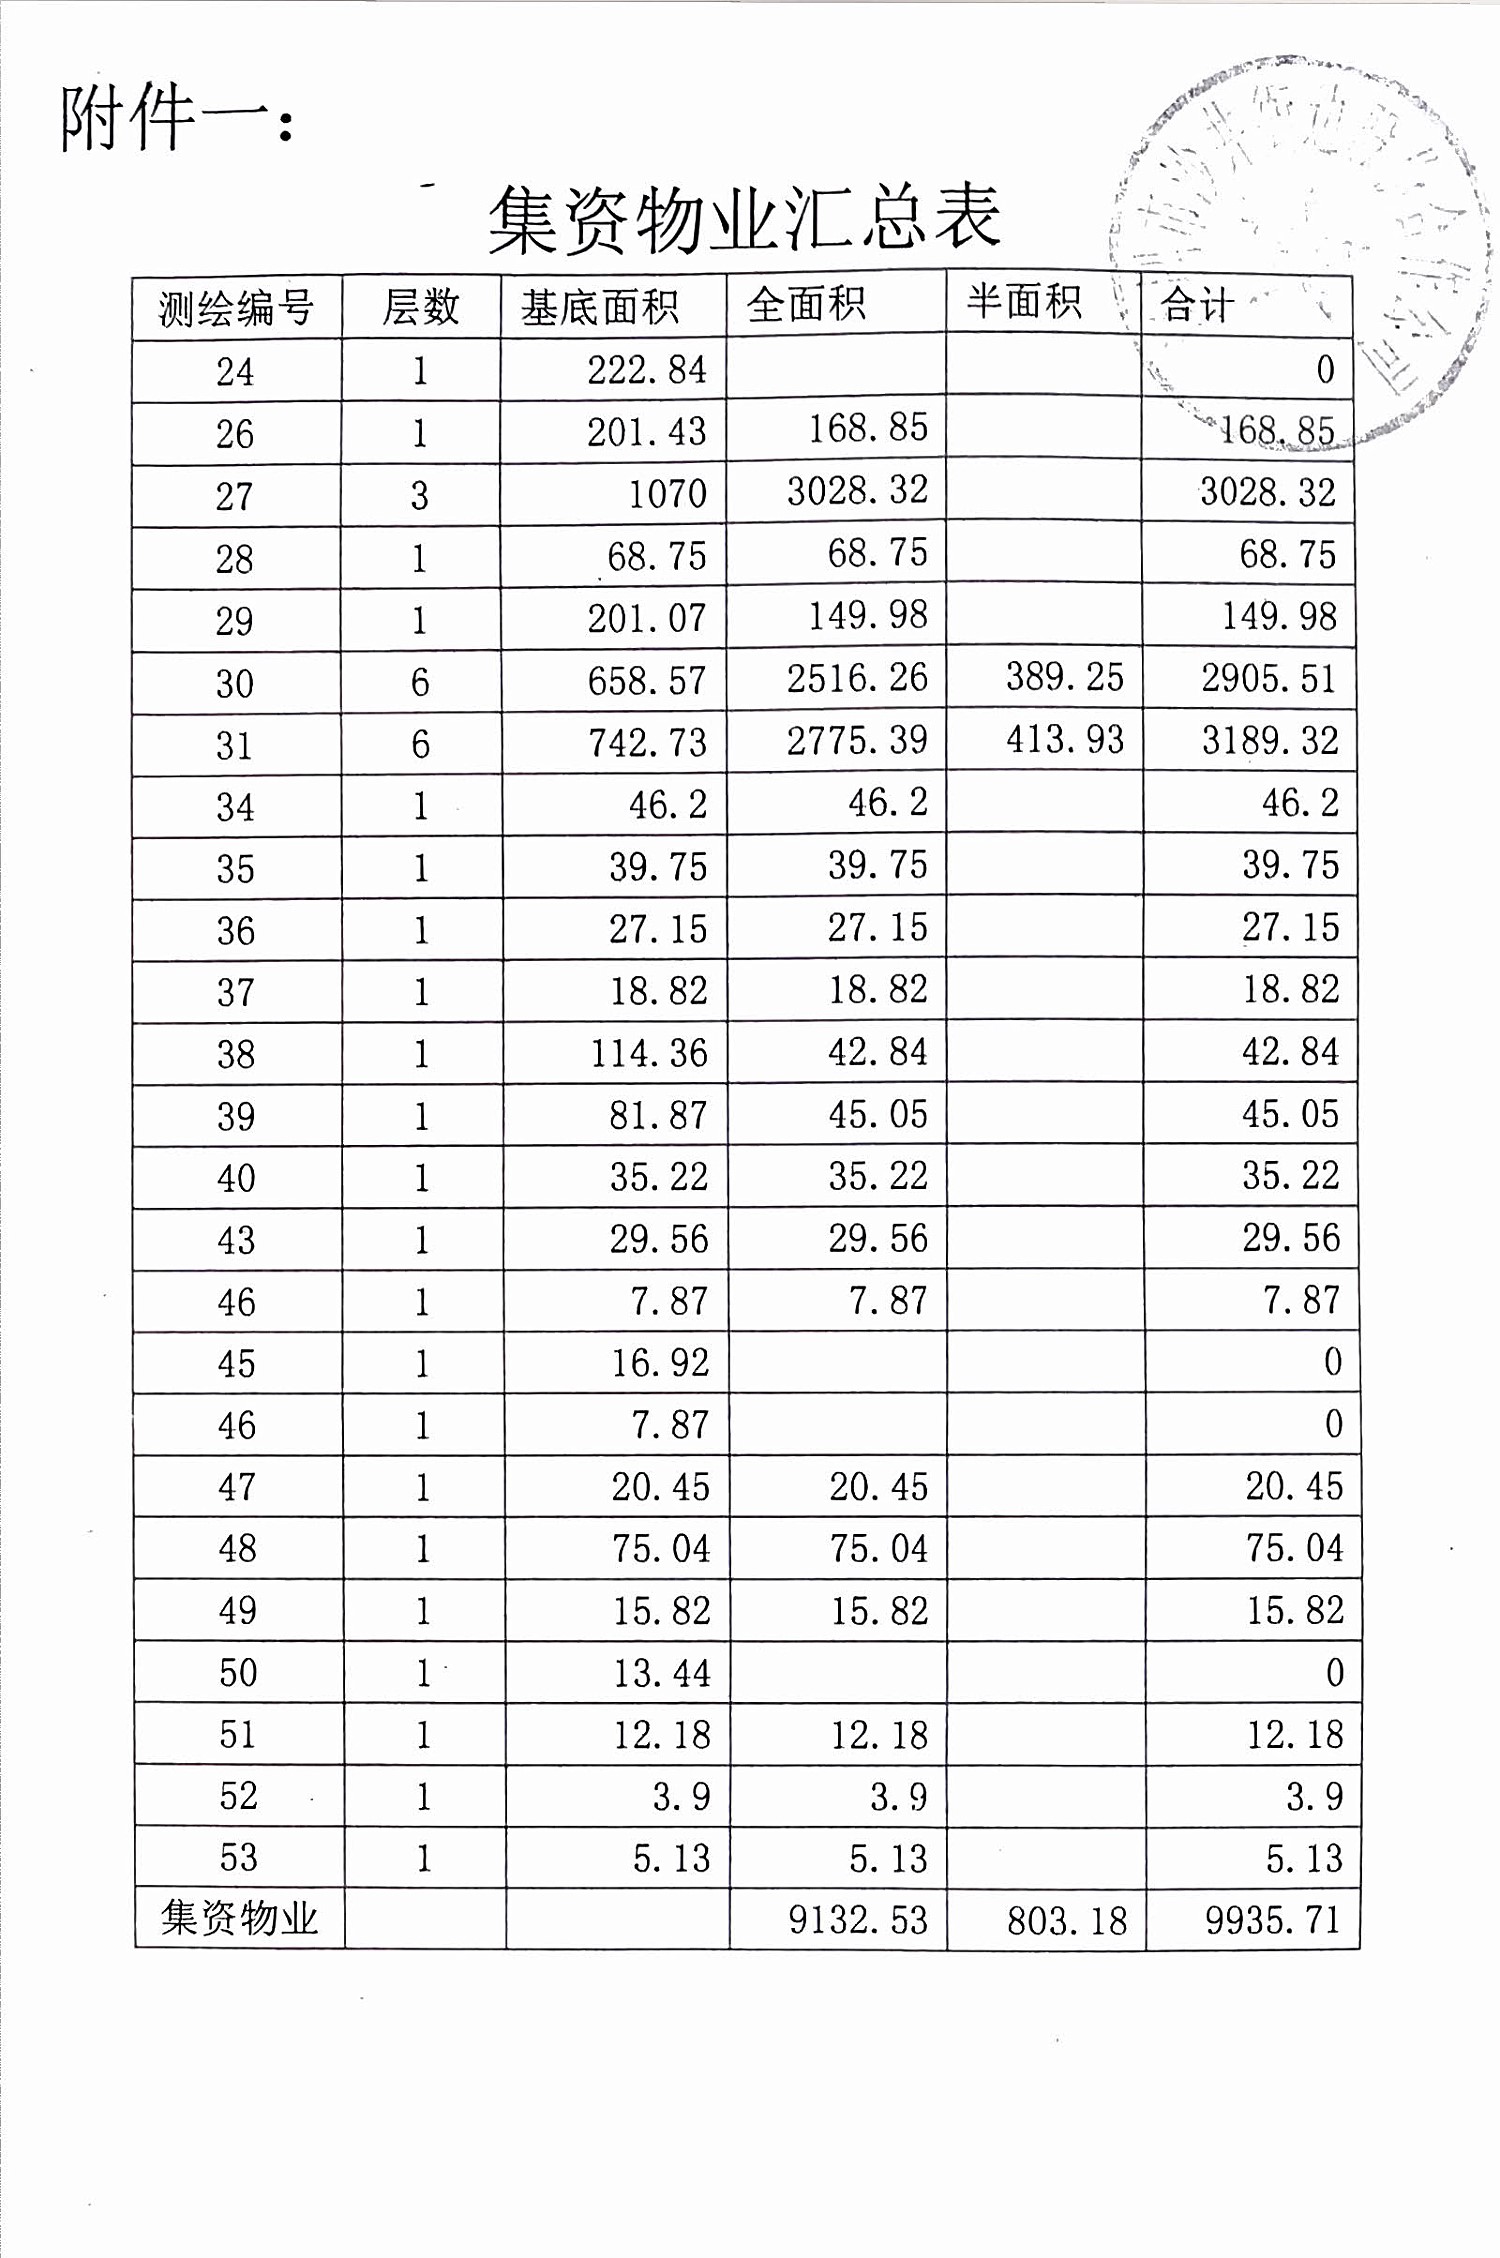 附件一：
集资物业汇总表
测绘编号 层数 基底面积 全面积 半面积 合计
24 1 222.84 0
26 1 201.43 168.85 168.85
27 3 1070 3028.32 3028.32
28 1 68.75 68.75 68.75
29 1 201.07 149.98 149.98
30 6 658.57 2516.26 389.25 2905.51
31 6 742.73 2775.39 413.93 3189.32
34 1 46.2 46.2 46.2
35 1 39.75 39.75 39.75
36 1 27.15 27.15 27.15
37 1 18.82 18.82 18.82
38 1 114.36 42.84 42.84
39 1 81.87 45.05 45.05
40 1 35.22 35.22 35.22
43 1 29.56 29.56 29.56
46 1 7.87 7.87 7.87
45 1 16.92 0
46 1 7.87 0
47 1 20.45 20.45 20.45
48 1 75.04 75.04 75.04
49 1 15.82 15.82 15.82
50 1 13.44 0
51 1 12.18 12.18 12.18
52 1 3.9 3.9 3.9
53 1 5.13 5.13 5.13
集资物业 9132.53 803.18 9935.71